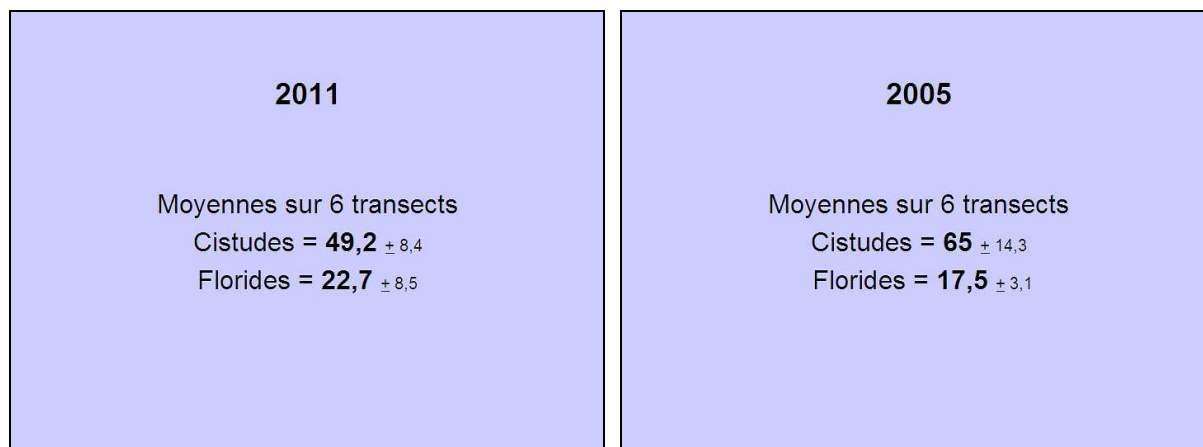 2011
Moyennes sur 6 transects
Cistudes = 49,2 ± 8,4
Florides = 22,7 ± 8,5
2005
Moyennes sur 6 transects
Cistudes = 65 ± 14,3
Florides = 17,5 ± 3,1